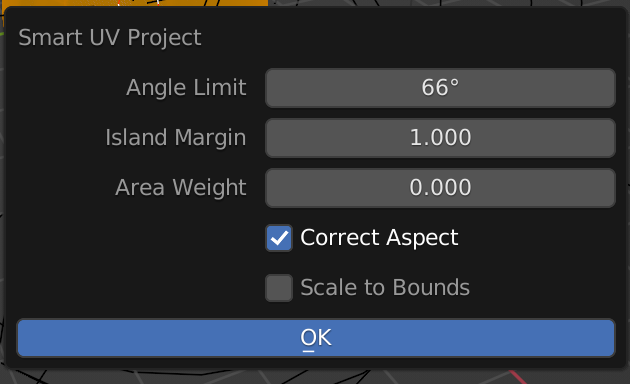 Smart UV Project
Angle Limit 66°
Island Margin 1.000
Area Weight 0.000
Correct Aspect
Scale to Bounds
OK